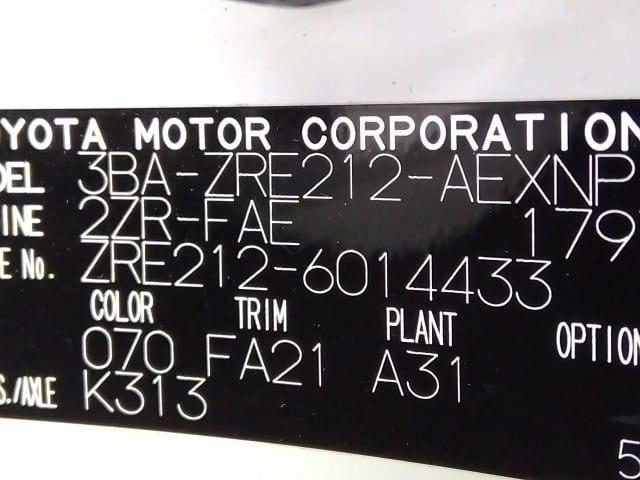 OYOTA MOTOR CORPORATION
DEL 3BA-ZRE212-AEXNP
INE 2ZR-FAE 179
E No. ZRE212-6014433
COLOR TRIM PLANT OPTION
070 FA21 A31
S./AXLE K313
5